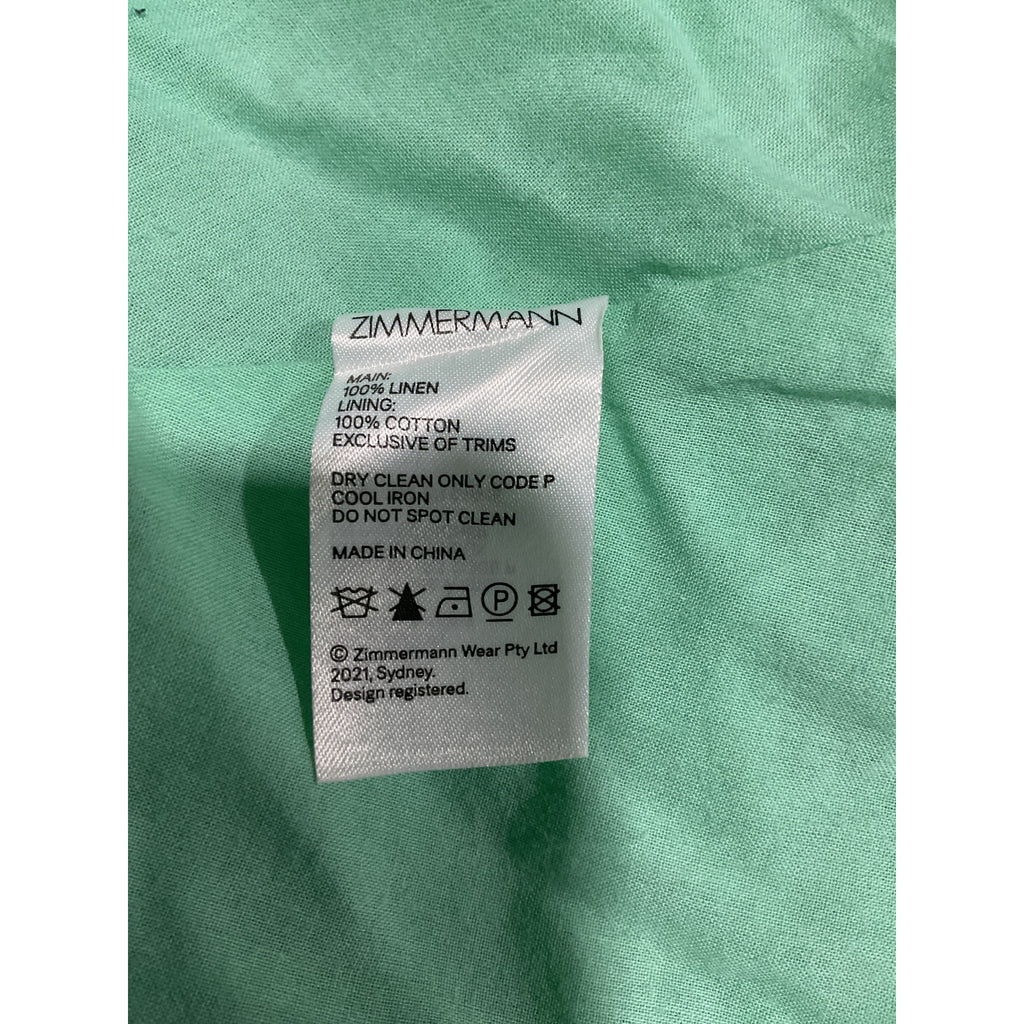 ZIMMERMANN
MAIN:
100% LINEN
LINING:
100% COTTON
EXCLUSIVE OF TRIMS
DRY CLEAN ONLY CODE P
COOL IRON
DO NOT SPOT CLEAN
MADE IN CHINA
P
© Zimmermann Wear Pty Ltd
2021, Sydney.
Design registered.